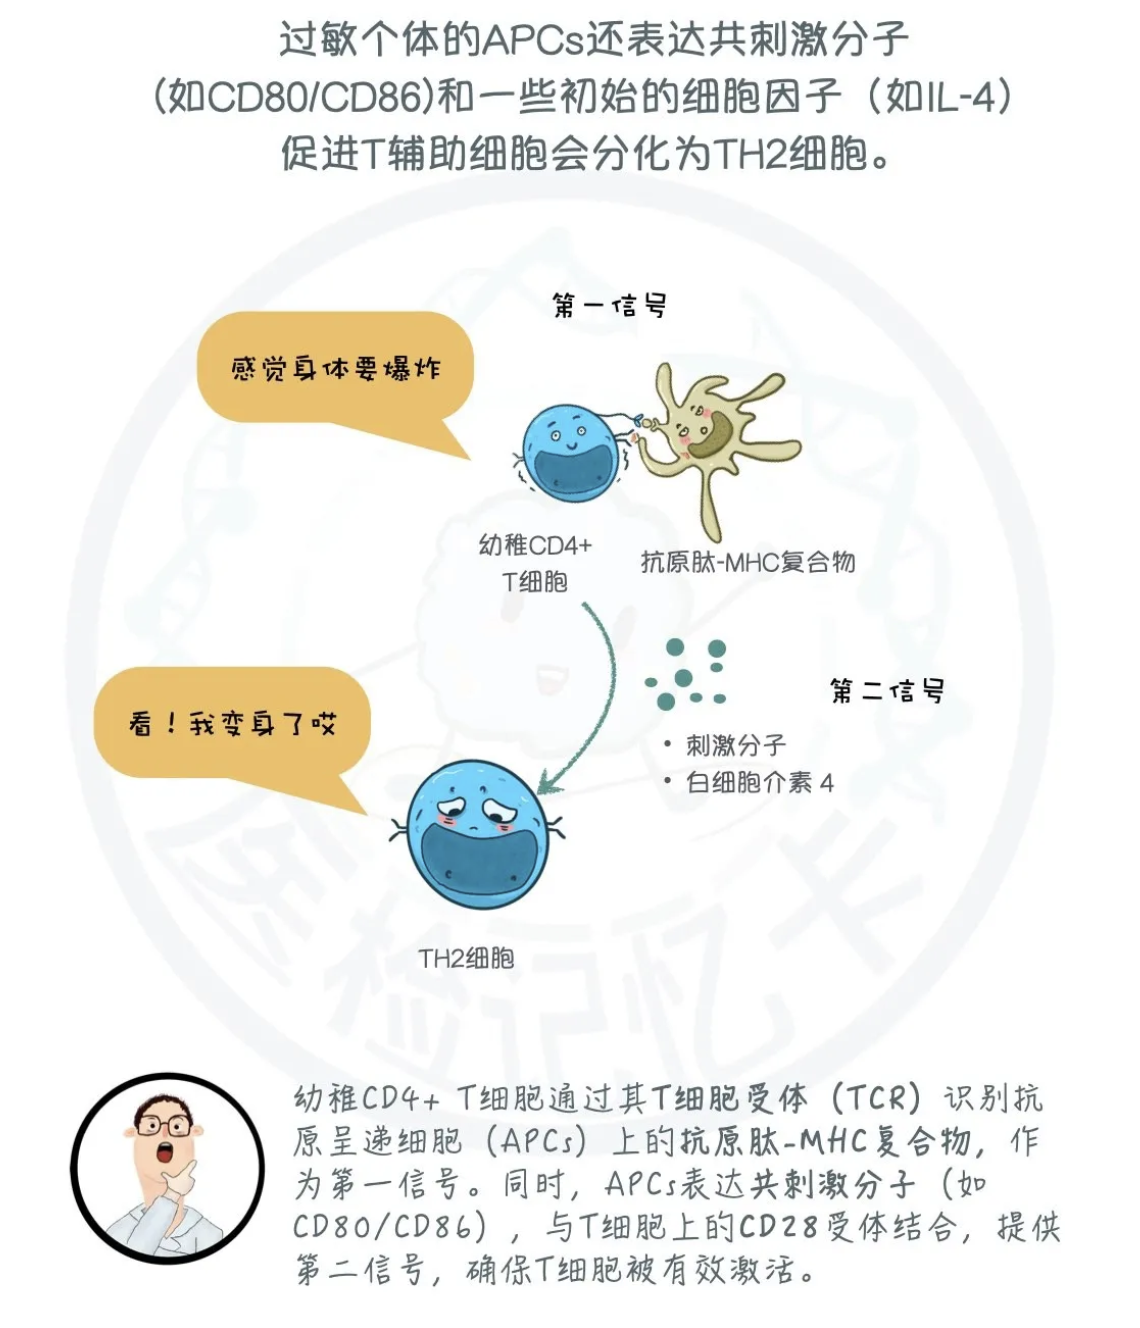 过敏个体的APCs还表达共刺激分子
(如CD80/CD86)和一些初始的细胞因子（如IL-4）
促进T辅助细胞会分化为TH2细胞。
第一信号
感觉身体要爆炸
幼稚CD4+
T细胞
抗原肽-MHC复合物
第二信号
• 刺激分子
• 白细胞介素4
看！我变身了哎
TH2细胞
医检记忆卡
幼稚CD4+ T细胞通过其T细胞受体（TCR）识别抗
原呈递细胞（APCs）上的抗原肽-MHC复合物，作
为第一信号。同时，APCs表达共刺激分子（如
CD80/CD86），与T细胞上的CD28受体结合，提供
第二信号，确保T细胞被有效激活。